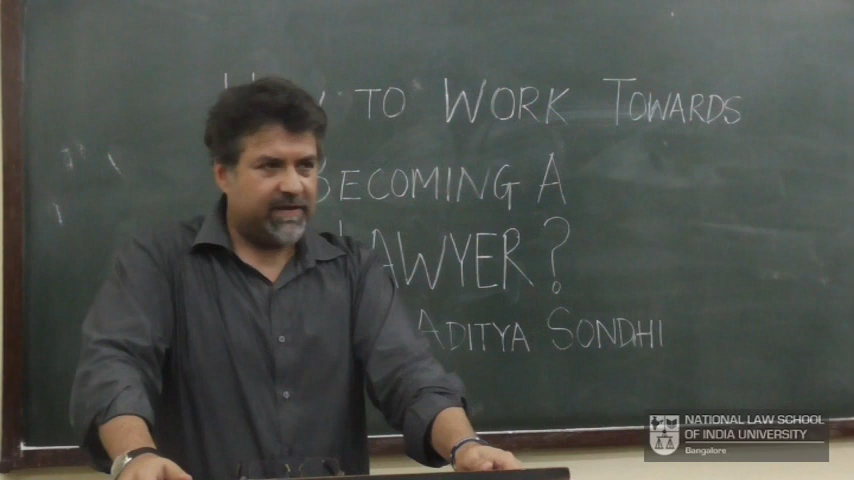 TO WORK TOWARDS
BECOMING A
LAWYER?
ADITYA SONDHI
NATIONAL LAW SCHOOL
OF INDIA UNIVERSITY
Bangalore